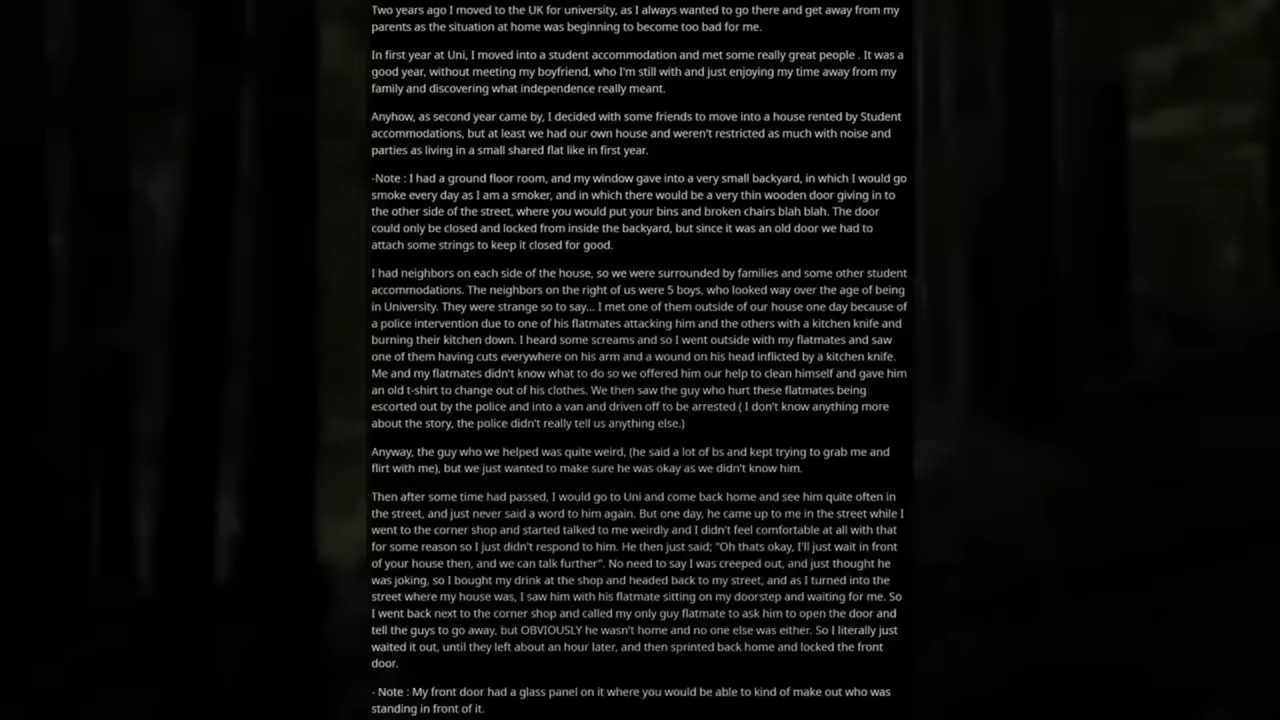 Two years ago I moved to the UK for university, as I always wanted to go there and get away from my
parents as the situation at home was beginning to become too bad for me.
In first year at Uni, I moved into a student accommodation and met some really great people . It was a
good year, without meeting my boyfriend, who I'm still with and just enjoying my time away from my
family and discovering what independence really meant.
Anyhow, as second year came by, I decided with some friends to move into a house rented by Student
accommodations, but at least we had our own house and weren't restricted as much with noise and
parties as living in a small shared flat like in first year.
-Note : I had a ground floor room, and my window gave into a very small backyard, in which I would go
smoke every day as I am a smoker, and in which there would be a very thin wooden door giving in to
the other side of the street, where you would put your bins and broken chairs blah blah. The door
could only be closed and locked from inside the backyard, but since it was an old door we had to
attach some strings to keep it closed for good.
I had neighbors on each side of the house, so we were surrounded by families and some other student
accommodations. The neighbors on the right of us were 5 boys, who looked way over the age of being
in University. They were strange so to say... I met one of them outside of our house one day because of
a police intervention due to one of his flatmates attacking him and the others with a kitchen knife and
burning their kitchen down. I heard some screams and so I went outside with my flatmates and saw
one of them having cuts everywhere on his arm and a wound on his head inflicted by a kitchen knife.
Me and my flatmates didn't know what to do so we offered him our help to clean himself and gave him
an old t-shirt to change out of his clothes. We then saw the guy who hurt these flatmates being
escorted out by the police and into a van and driven off to be arrested ( I don't know anything more
about the story, the police didn't really tell us anything else.)
Anyway, the guy who we helped was quite weird, (he said a lot of bs and kept trying to grab me and
flirt with me), but we just wanted to make sure he was okay as we didn't know him.
Then after some time had passed, I would go to Uni and come back home and see him quite often in
the street, and just never said a word to him again. But one day, he came up to me in the street while I
went to the corner shop and started talked to me weirdly and I didn't feel comfortable at all with that
for some reason so I just didn't respond to him. He then just said; "Oh thats okay, I'll just wait in front
of your house then, and we can talk further". No need to say I was creeped out, and just thought he
was joking, so I bought my drink at the shop and headed back to my street, and as I turned into the
street where my house was, I saw him with his flatmate sitting on my doorstep and waiting for me. So
I went back next to the corner shop and called my only guy flatmate to ask him to open the door and
tell the guys to go away, but OBVIOUSLY he wasn't home and no one else was either. So I literally just
waited it out, until they left about an hour later, and then sprinted back home and locked the front
door.
- Note : My front door had a glass panel on it where you would be able to kind of make out who was
standing in front of it.